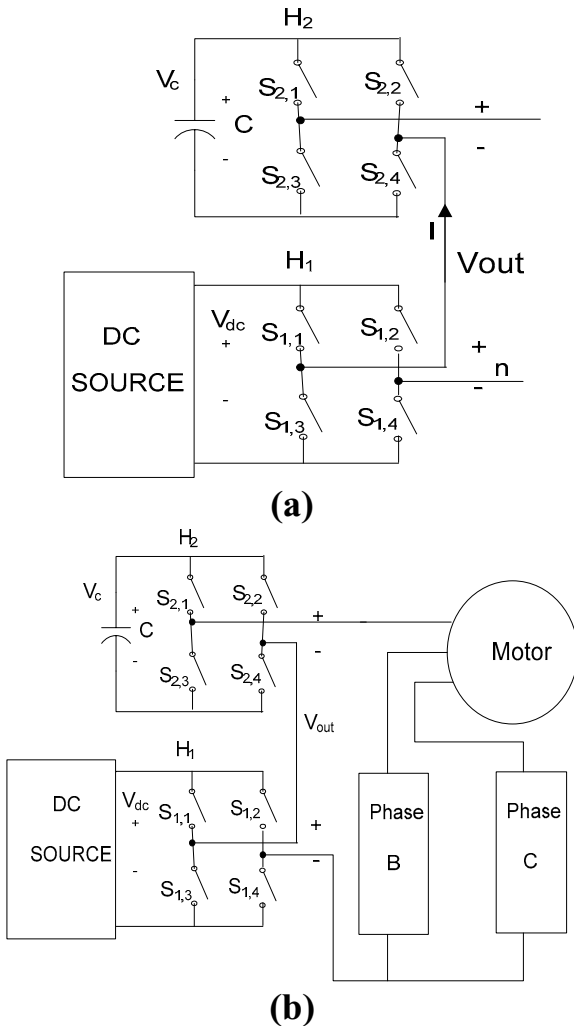 H₂
Vc
S₂,₁
S₂,₂
+
C
-
+
-
S₂,₃
S₂,₄
I
Vout
H₁
DC
SOURCE
Vdc
+
-
S₁,₁
S₁,₂
+
n
-
S₁,₃
S₁,₄
(a)
H₂
Vc
S₂,₁
S₂,₂
+
C
-
+
-
-
S₂,₃
S₂,₄
Motor
Vout
H₁
DC
SOURCE
Vdc
+
-
S₁,₁
S₁,₂
+
-
S₁,₃
S₁,₄
Phase
B
Phase
C
(b)